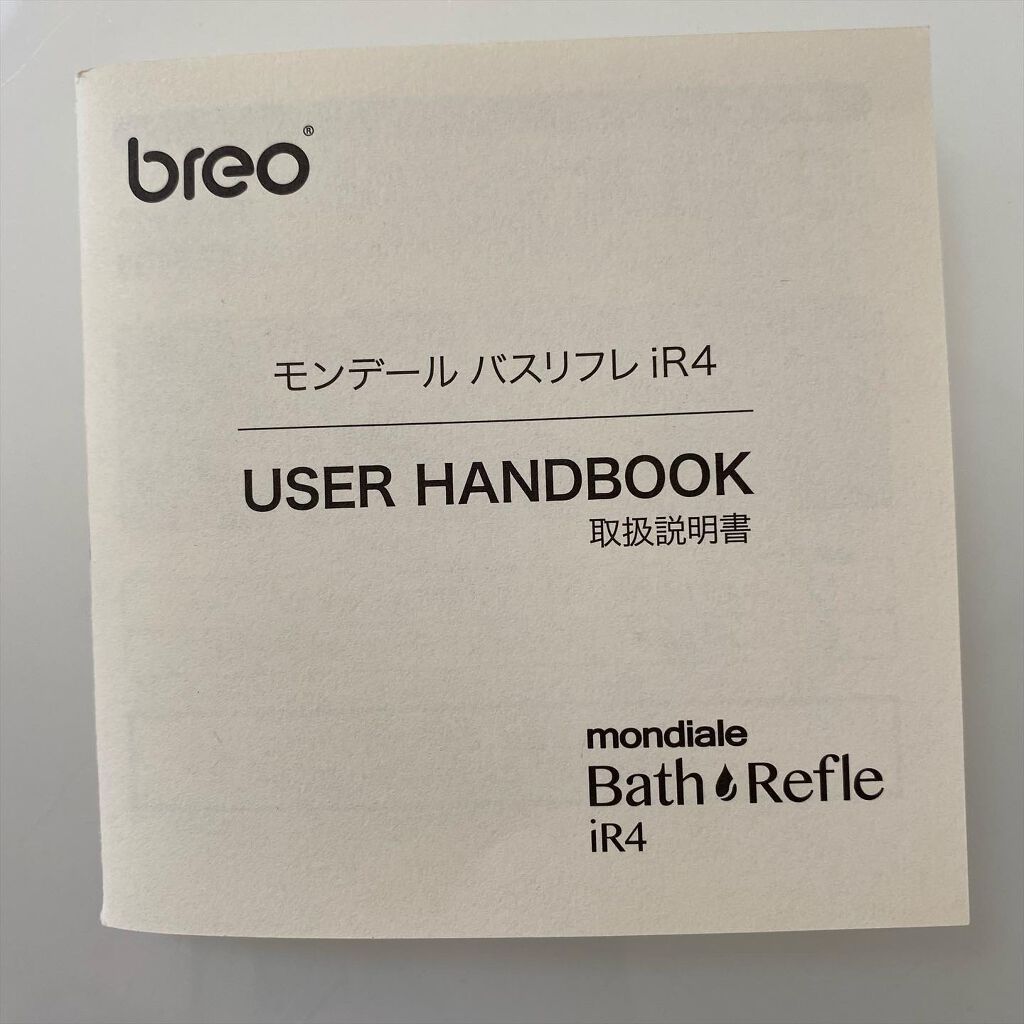 breo®
モンデール バスリフレ iR4
USER HANDBOOK
取扱説明書
mondiale
Bath Refle
iR4